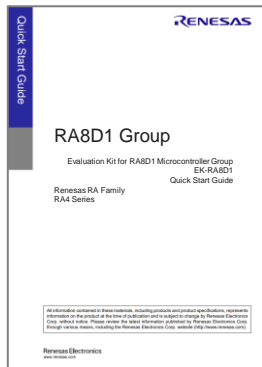 RENESAS
Quick Start Guide
RA8D1 Group
Evaluation Kit for RA8D1 Microcontroller Group
EK-RA8D1
Quick Start Guide
Renesas RA Family
RA4 Series
All information contained in these materials, including products and product specifications, represents
information on the product at the time of publication and is subject to change by Renesas Electronics
Corp. without notice. Please review the latest information published by Renesas Electronics Corp.
through various means, including the Renesas Electronics Corp. website (http://www.renesas.com).
Renesas Electronics
www.renesas.com